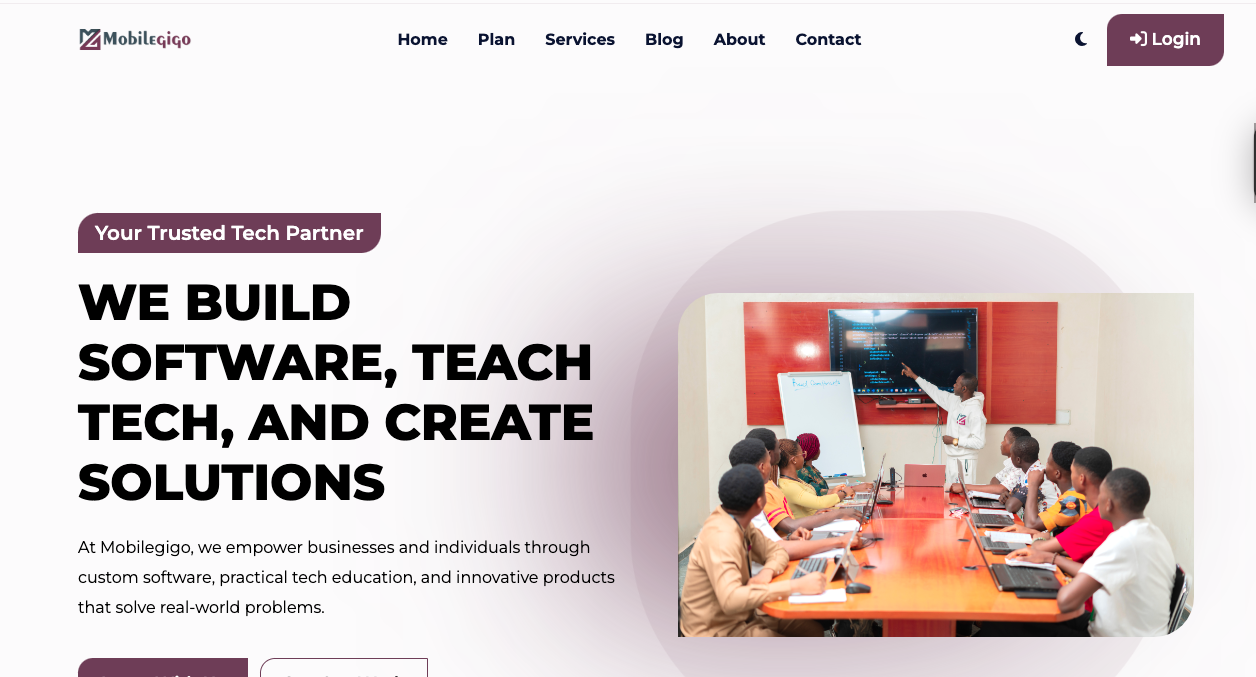 Mobilegigo
Home
Plan
Services
Blog
About
Contact
Login
Your Trusted Tech Partner
WE BUILD
SOFTWARE, TEACH
TECH, AND CREATE
SOLUTIONS
At Mobilegigo, we empower businesses and individuals through
custom software, practical tech education, and innovative products
that solve real-world problems.